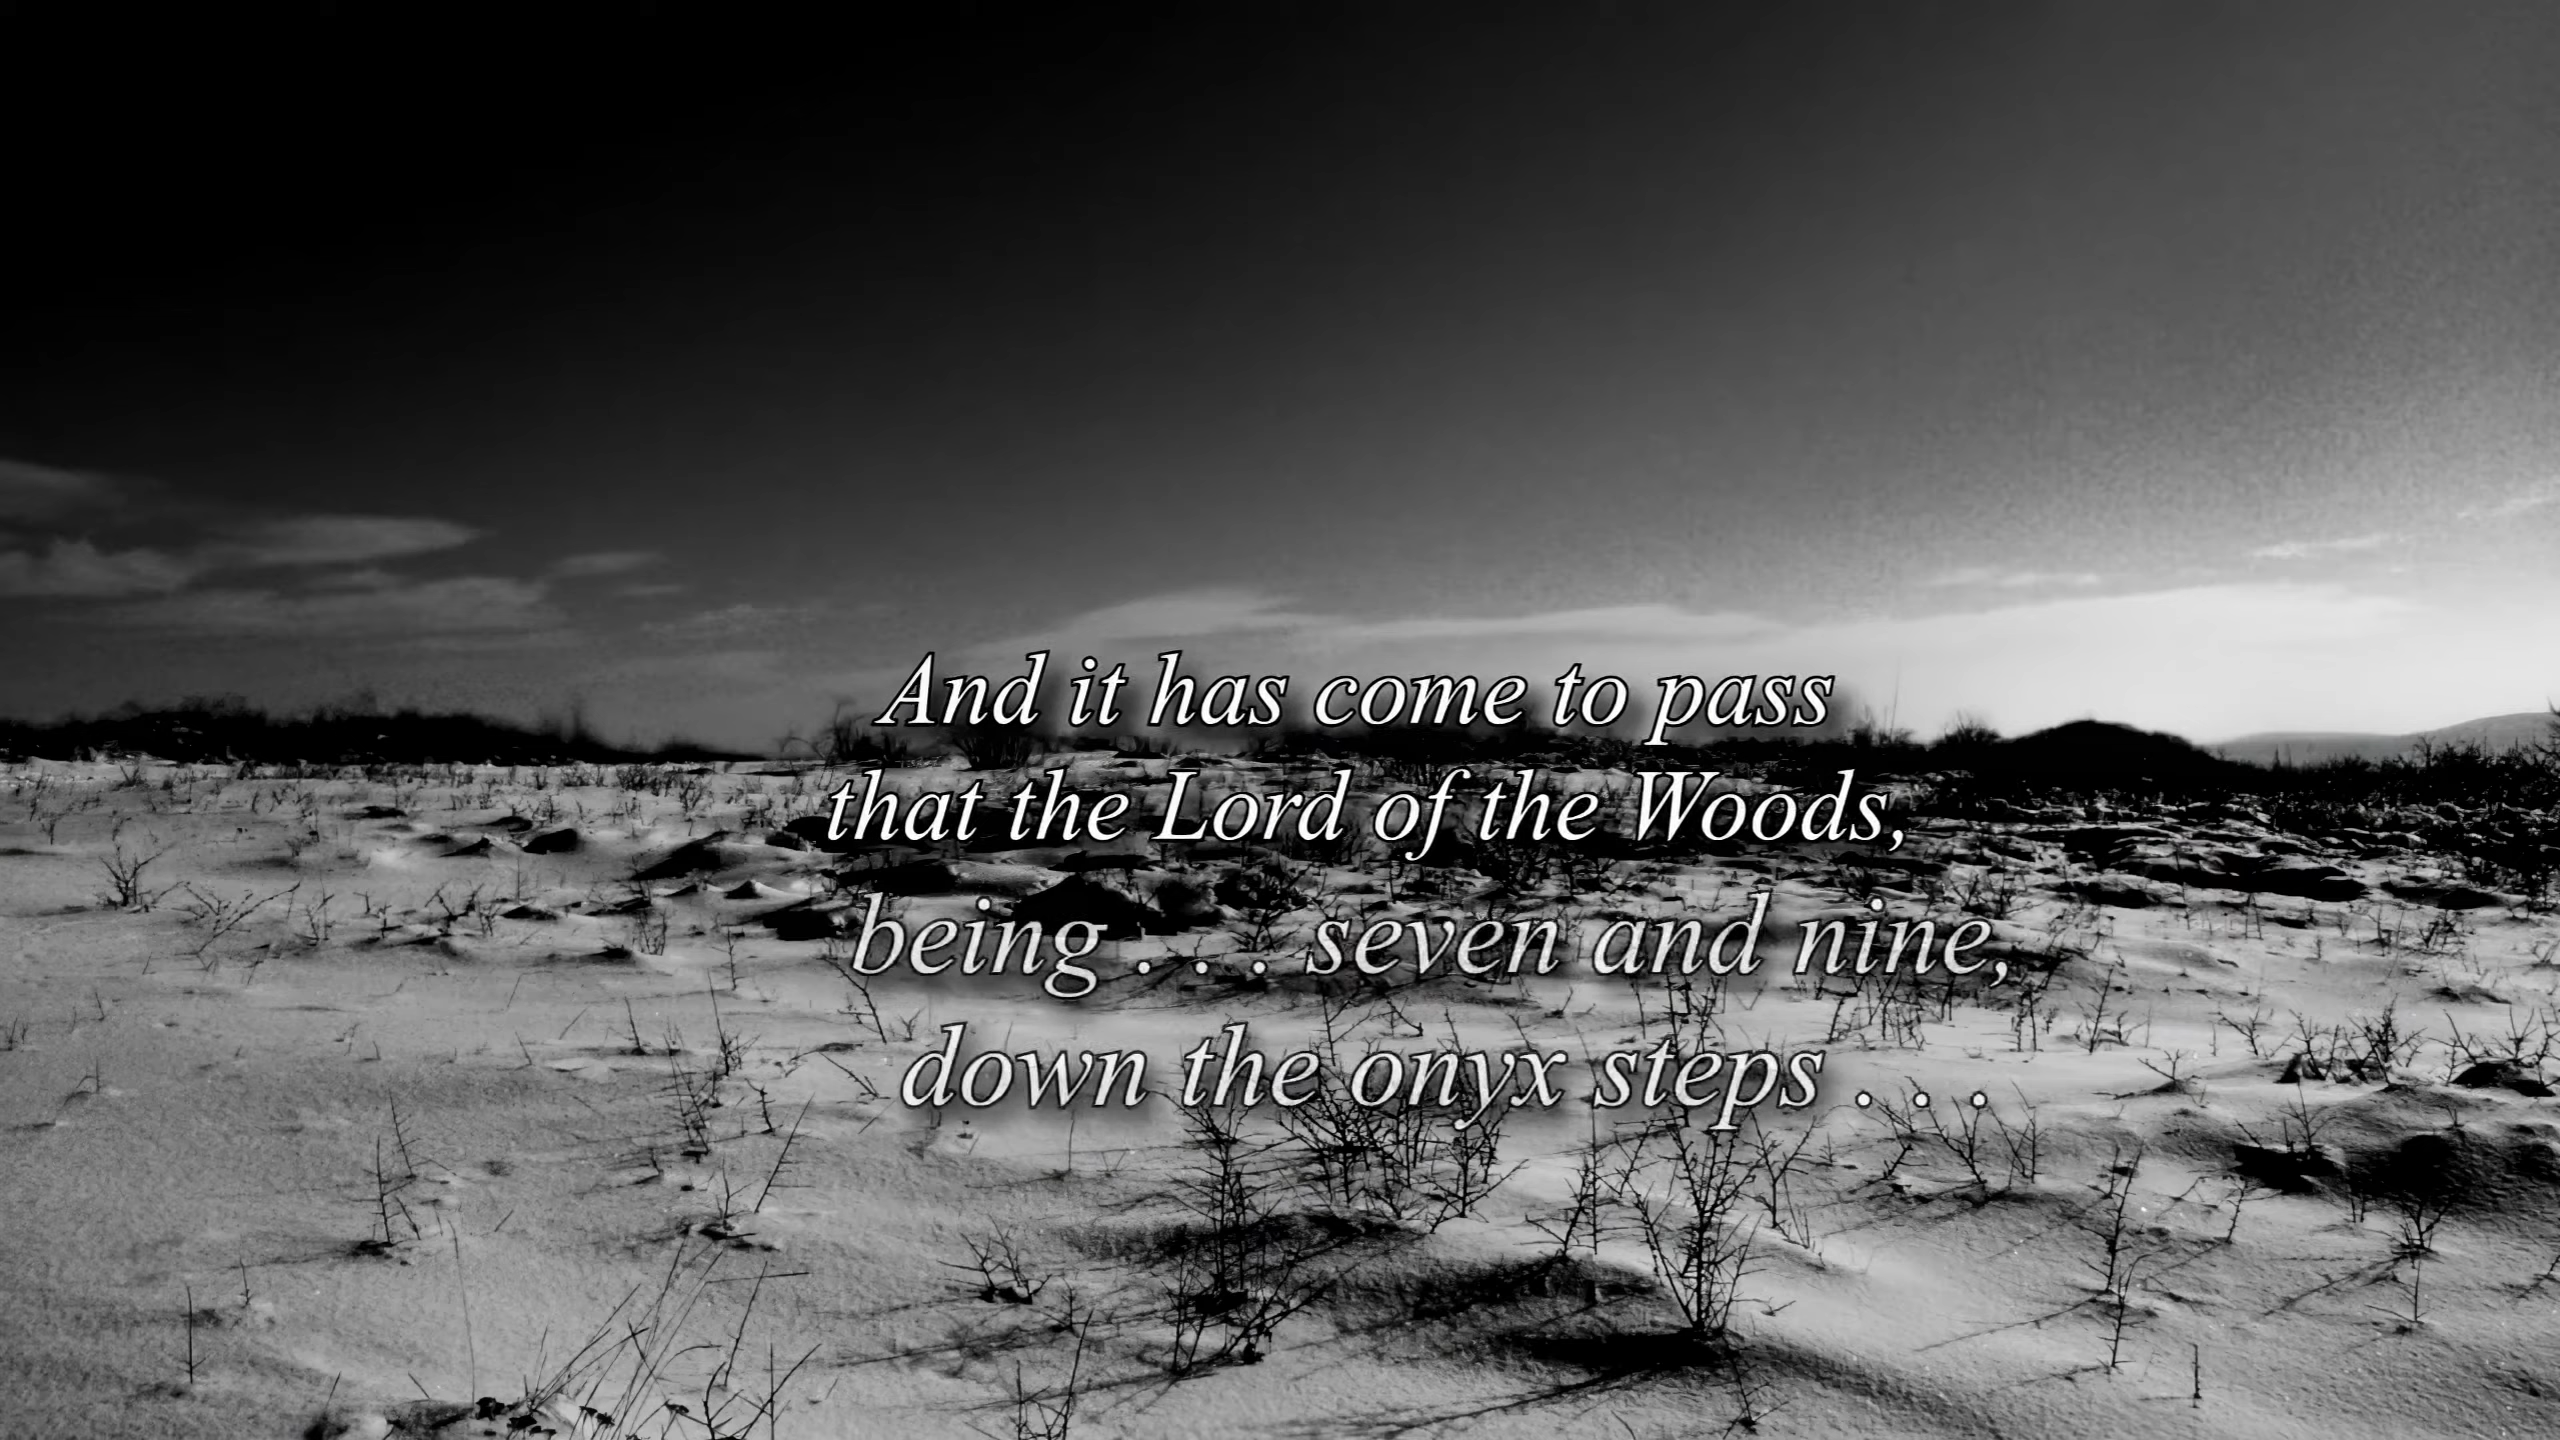 And it has come to pass
that the Lord of the Woods,
being . . . seven and nine,
down the onyx steps . . .